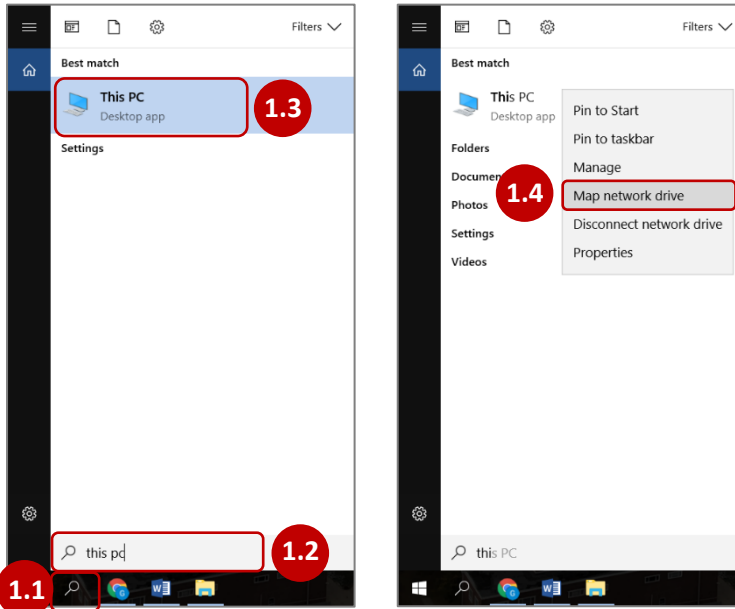 Filters
Best match
This PC
Desktop app
1.3
Settings
this pc
1.2
1.1
Filters
Best match
This PC
Desktop app
Pin to Start
Pin to taskbar
Manage
Map network drive
Disconnect network drive
Properties
Folders
Documen
1.4
Photos
Settings
Videos
this PC